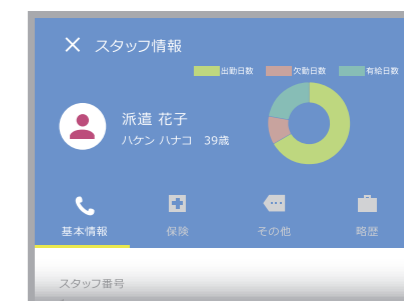 × スタッフ情報
出勤日数 欠勤日数 有給日数
派遣 花子
ハケン ハナコ 39歳
基本情報 保険 その他 略歴
スタッフ番号